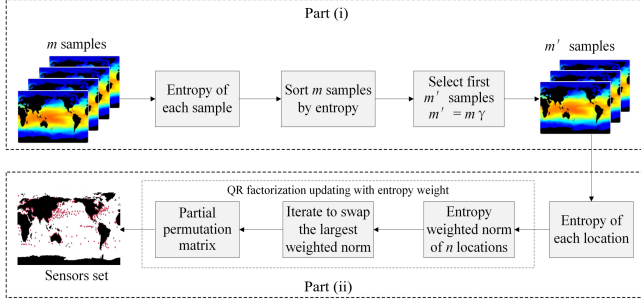 Part (i)
m samples
Entropy of
each sample
Sort m samples
by entropy
Select first
m′ samples
m′ = m γ
m′ samples
QR factorization updating with entropy weight
Sensors set
Partial
permutation
matrix
Iterate to swap
the largest
weighted norm
Entropy
weighted norm
of n locations
Entropy of
each location
Part (ii)